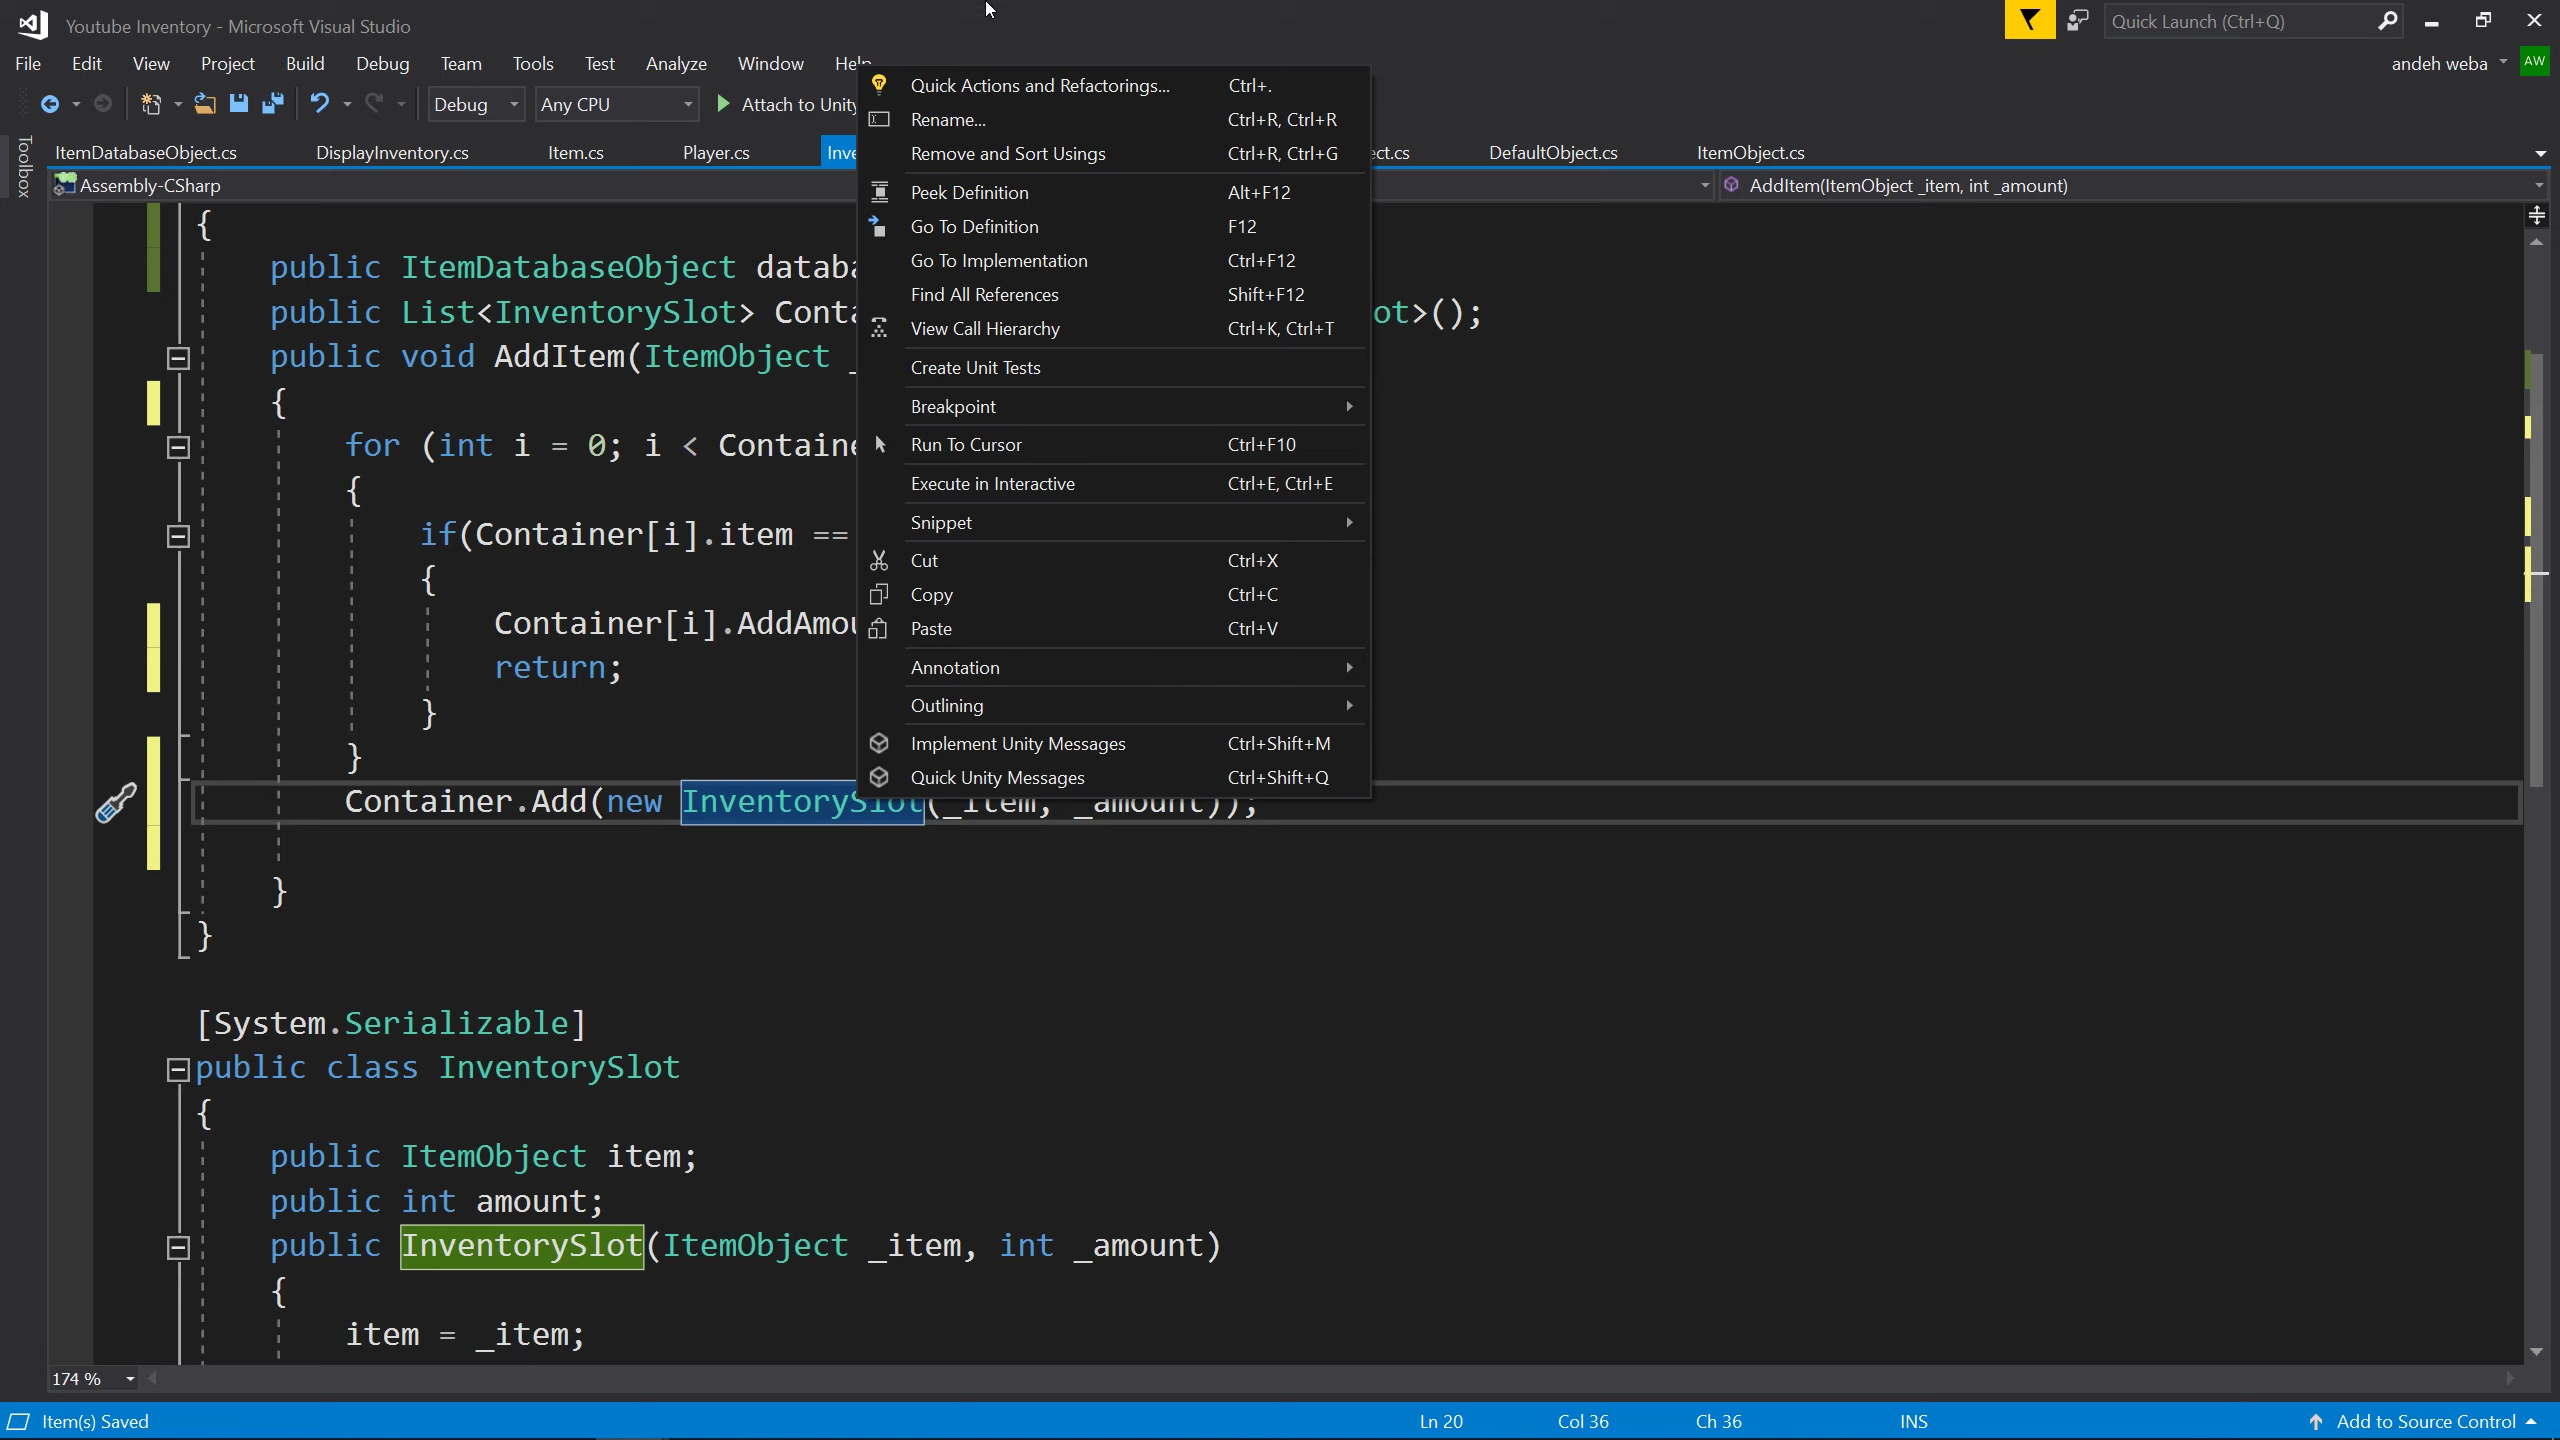 Youtube Inventory - Microsoft Visual Studio
Quick Launch (Ctrl+Q)
File Edit View Project Build Debug Team Tools Test Analyze Window Help
andeh weba AW
Debug Any CPU Attach to Unity
Toolbox
ItemDatabaseObject.cs DisplayInventory.cs Item.cs Player.cs Inve ect.cs DefaultObject.cs ItemObject.cs
Assembly-CSharp AddItem(ItemObject _item, int _amount)
Quick Actions and Refactorings... Ctrl+.
Rename... Ctrl+R, Ctrl+R
Remove and Sort Usings Ctrl+R, Ctrl+G
Peek Definition Alt+F12
Go To Definition F12
Go To Implementation Ctrl+F12
Find All References Shift+F12
View Call Hierarchy Ctrl+K, Ctrl+T
Create Unit Tests
Breakpoint
Run To Cursor Ctrl+F10
Execute in Interactive Ctrl+E, Ctrl+E
Snippet
Cut Ctrl+X
Copy Ctrl+C
Paste Ctrl+V
Annotation
Outlining
Implement Unity Messages Ctrl+Shift+M
Quick Unity Messages Ctrl+Shift+Q
{
public ItemDatabaseObject databa
public List<InventorySlot> Conta ot>();
public void AddItem(ItemObject _
{
for (int i = 0; i < Containe
{
if(Container[i].item ==
{
Container[i].AddAmou
return;
}
}
Container.Add(new InventorySlot(_item, _amount));
}
}
[System.Serializable]
public class InventorySlot
{
public ItemObject item;
public int amount;
public InventorySlot(ItemObject _item, int _amount)
{
item = _item;
174 %
Item(s) Saved Ln 20 Col 36 Ch 36 INS Add to Source Control